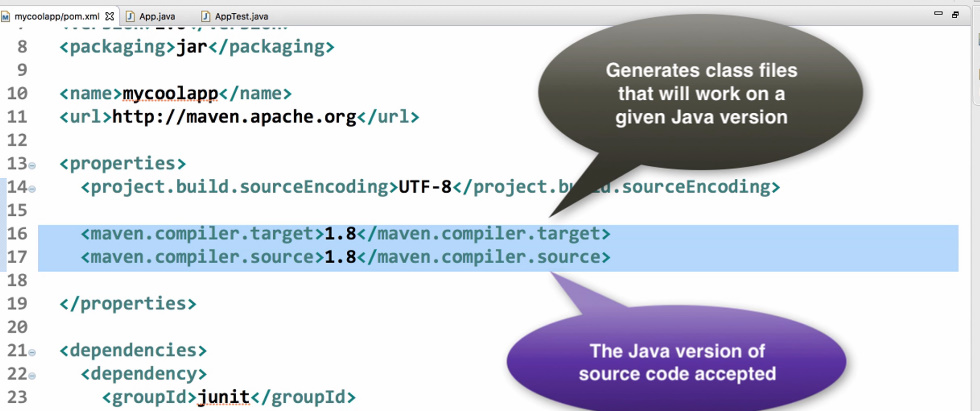 mycoolapp/pom.xml App.java AppTest.java
8 <packaging>jar</packaging>
9
10 <name>mycoolapp</name>
11 <url>http://maven.apache.org</url>
12
13 <properties>
14 <project.build.sourceEncoding>UTF-8</project.build.sourceEncoding>
15
16 <maven.compiler.target>1.8</maven.compiler.target>
17 <maven.compiler.source>1.8</maven.compiler.source>
18
19 </properties>
20
21 <dependencies>
22 <dependency>
23 <groupId>junit</groupId>
Generates class files
that will work on a
given Java version
The Java version of
source code accepted